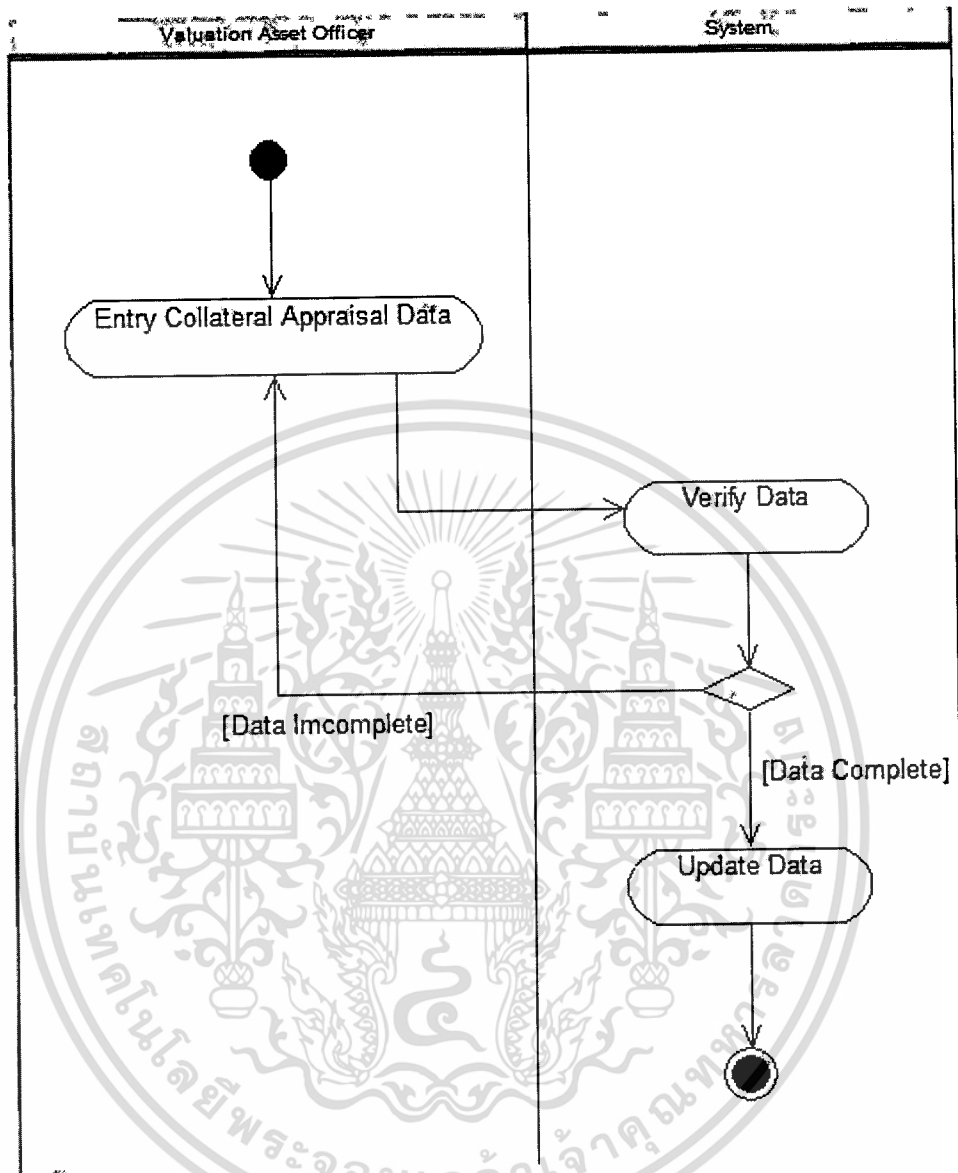 Valuation Asset Officer
System
Entry Collateral Appraisal Data
Verify Data
[Data Imcomplete]
[Data Complete]
Update Data